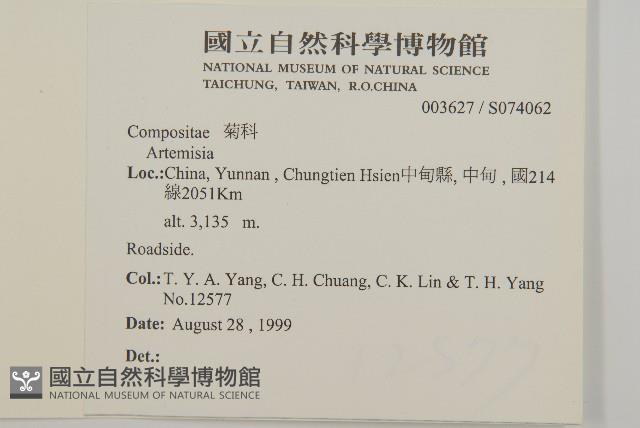 國立自然科學博物館
NATIONAL MUSEUM OF NATURAL SCIENCE
TAICHUNG, TAIWAN, R.O.CHINA
003627 / S074062
Compositae 菊科
Artemisia
Loc.:China, Yunnan , Chungtien Hsien中甸縣, 中甸 , 國214
線2051Km
alt. 3,135 m.
Roadside.
Col.:T. Y. A. Yang, C. H. Chuang, C. K. Lin & T. H. Yang
No.12577
Date: August 28 , 1999
Det.:
12577
國立自然科學博物館
NATIONAL MUSEUM OF NATURAL SCIENCE